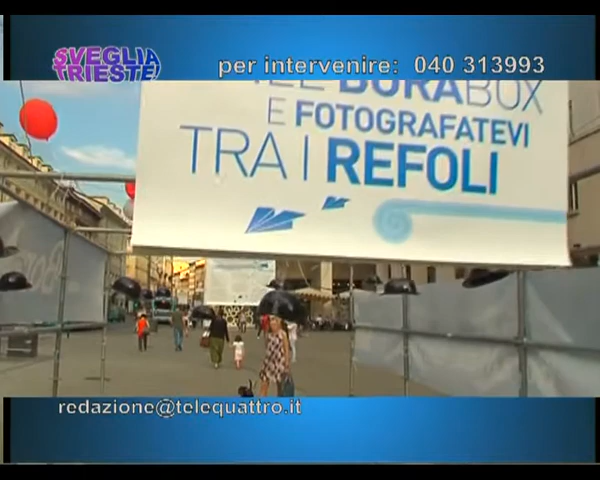 SVEGLIA
TRIESTE!
per intervenire: 040 313993
BORABOX
E FOTOGRAFATEVI
TRA I REFOLI
redazione@telequattro.it